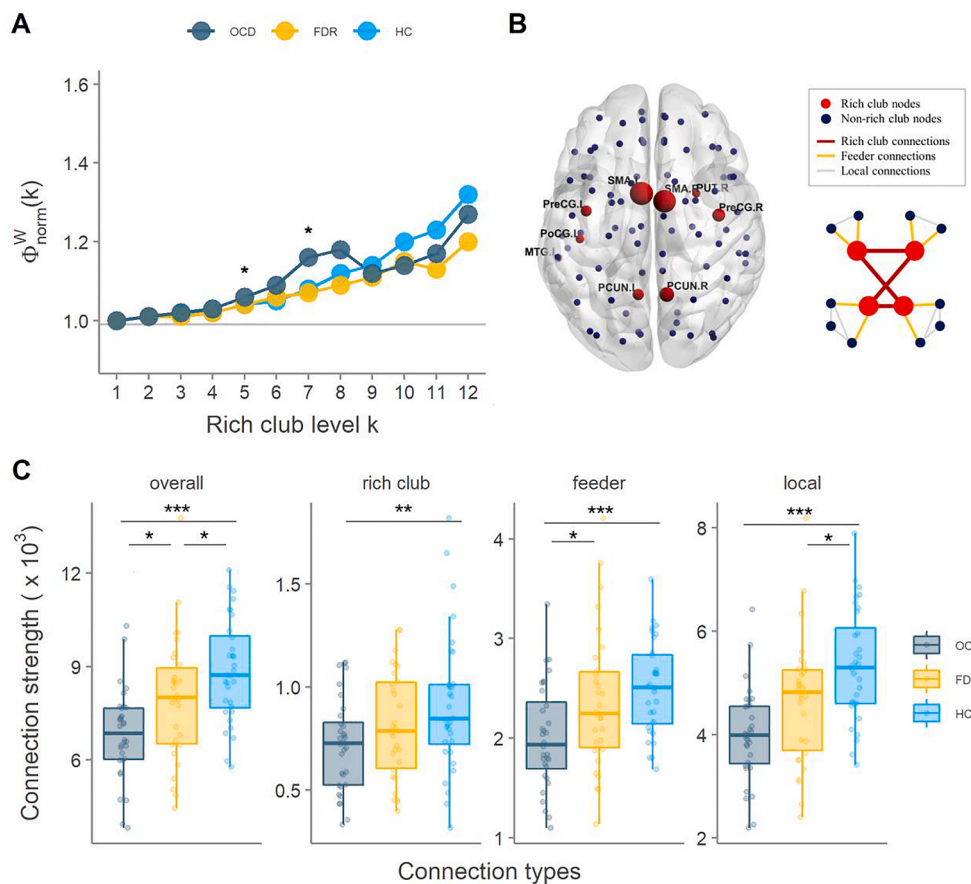 A
OCD FDR HC
1.6
1.4
1.2
1.0
Φ^W_norm(k)
*
*
1 2 3 4 5 6 7 8 9 10 11 12
Rich club level k
B
SMA.L
SMA.R
PUT.R
PreCG.L
PreCG.R
PoCG.L
MTG.L
PCUN.L
PCUN.R
Rich club nodes
Non-rich club nodes
Rich club connections
Feeder connections
Local connections
C
overall
rich club
feeder
local
***
*
*
**
***
*
***
*
Connection strength ( x 10³)
12
9
6
1.5
1.0
0.5
4
3
2
1
8
6
4
2
OC
FD
HC
Connection types